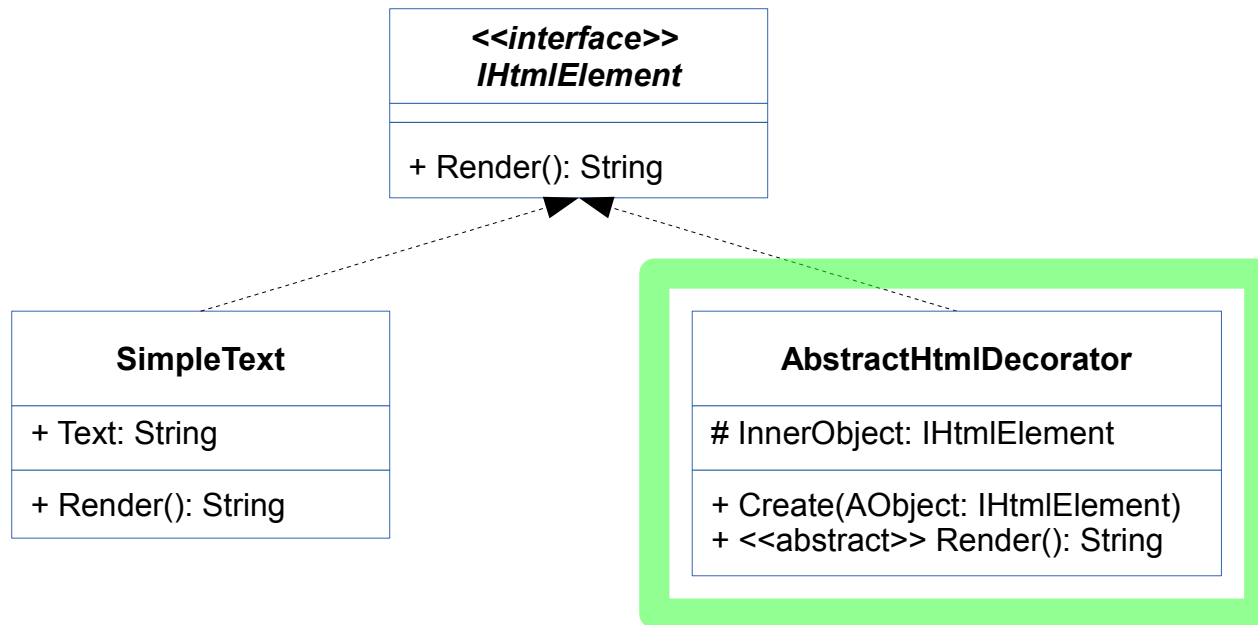 <<interface>>
IHtmlElement
+ Render(): String
SimpleText
+ Text: String
+ Render(): String
AbstractHtmlDecorator
# InnerObject: IHtmlElement
+ Create(AObject: IHtmlElement)
+ <<abstract>> Render(): String